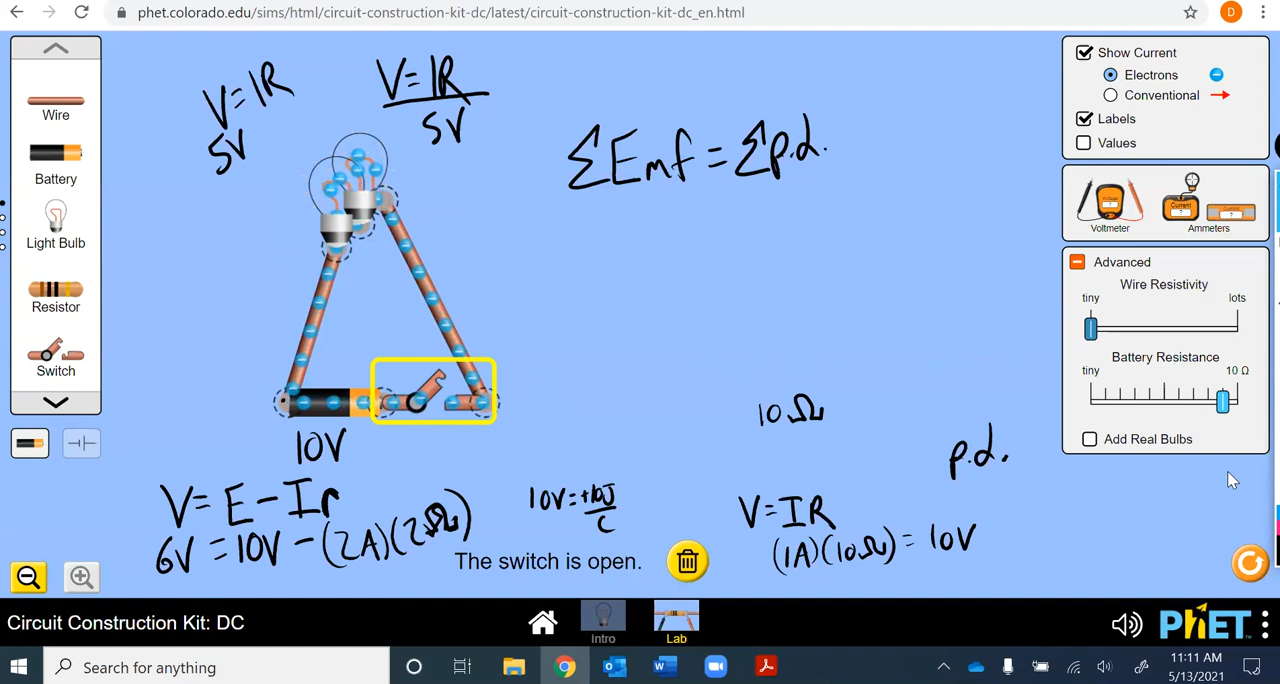 phet.colorado.edu/sims/html/circuit-construction-kit-dc/latest/circuit-construction-kit-dc_en.html
D
Wire
Battery
Light Bulb
Resistor
Switch
V=IR
5V
V=IR
5V
ΣEmf = Σp.d.
Show Current
Electrons
Conventional
Labels
Values
Voltmeter
Current
?
Current
?
Ammeters
Advanced
Wire Resistivity
tiny
lots
Battery Resistance
tiny
10 Ω
Add Real Bulbs
10V
10Ω
p.d.
V= E - Ir
6V = 10V - (2A)(2Ω)
10V = +10J/C
V=IR
(1A)(10Ω) = 10V
The switch is open.
Circuit Construction Kit: DC
Intro
Lab
PhET
Search for anything
11:11 AM
5/13/2021